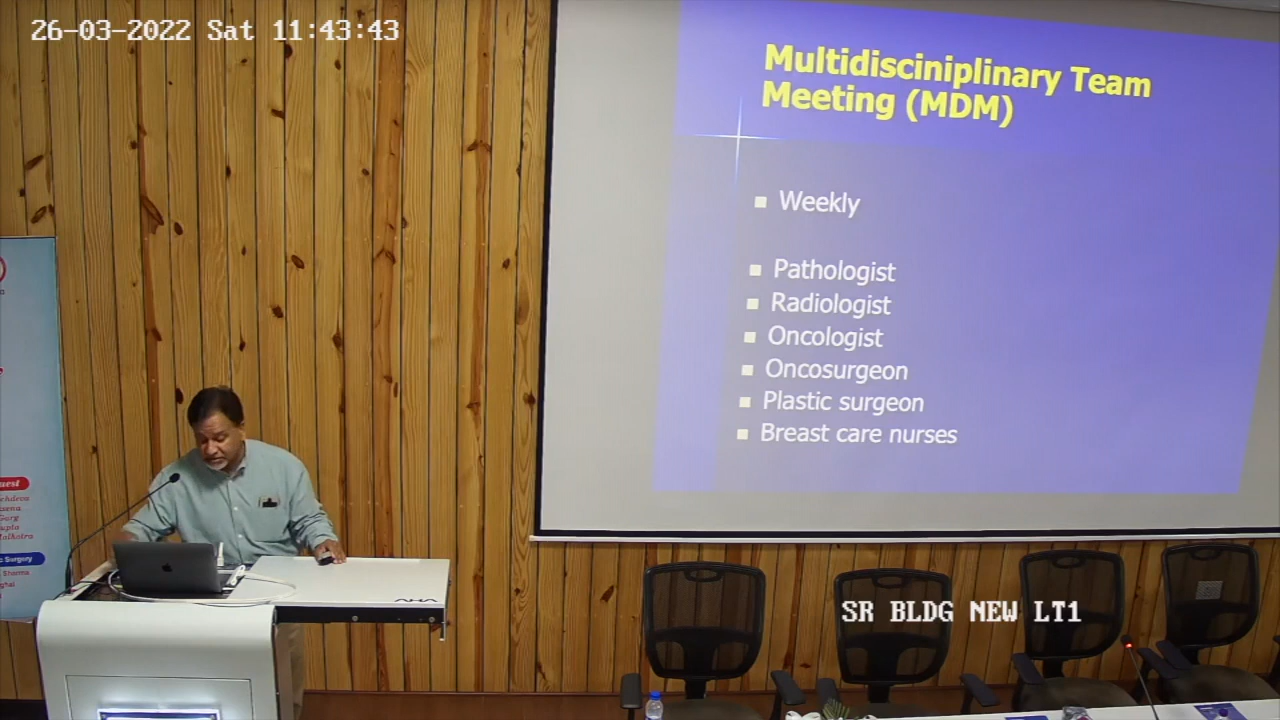 26-03-2022 Sat 11:43:43
Multidisciniplinary Team
Meeting (MDM)
Weekly
Pathologist
Radiologist
Oncologist
Oncosurgeon
Plastic surgeon
Breast care nurses
Sharma
SR BLDG NEW LT1